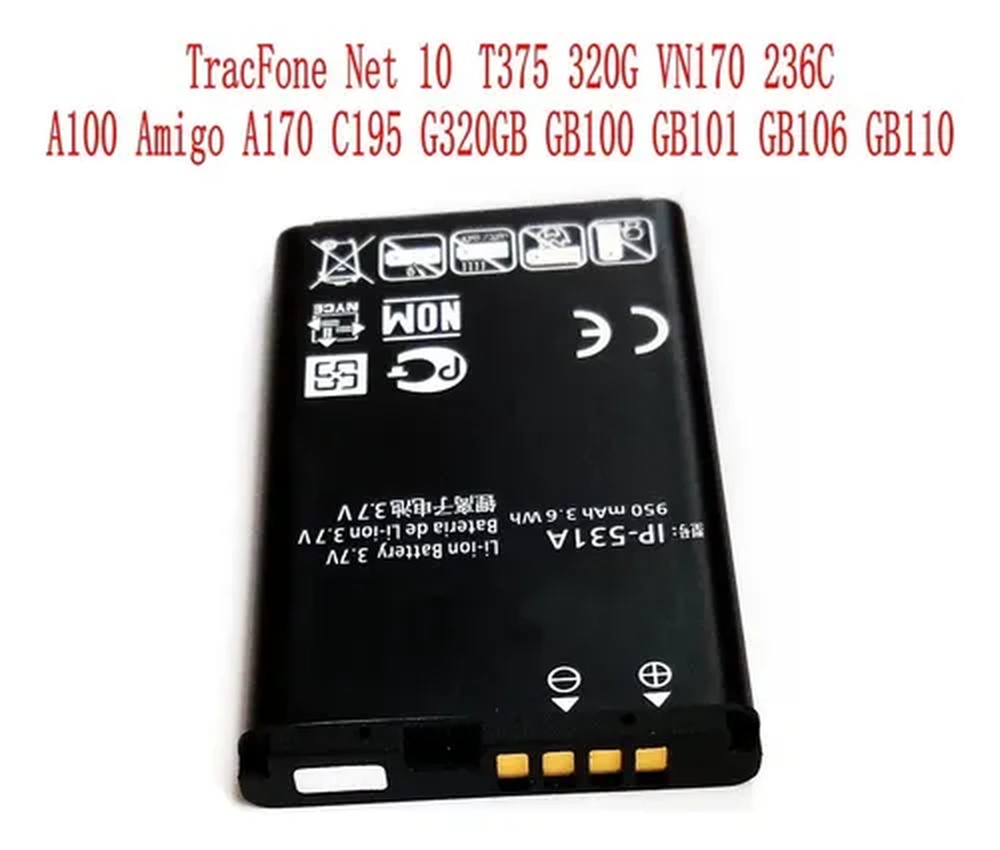 TracFone Net 10 T375 320G VN170 236C
A100 Amigo A170 C195 G320GB GB100 GB101 GB106 GB110
NYCE
NOM
PCT
CE
型号: IP-531A
950 mAh 3.6 Wh
Li-ion Battery 3.7V
Bateria de Li-ion 3.7V
锂离子电池 3.7V